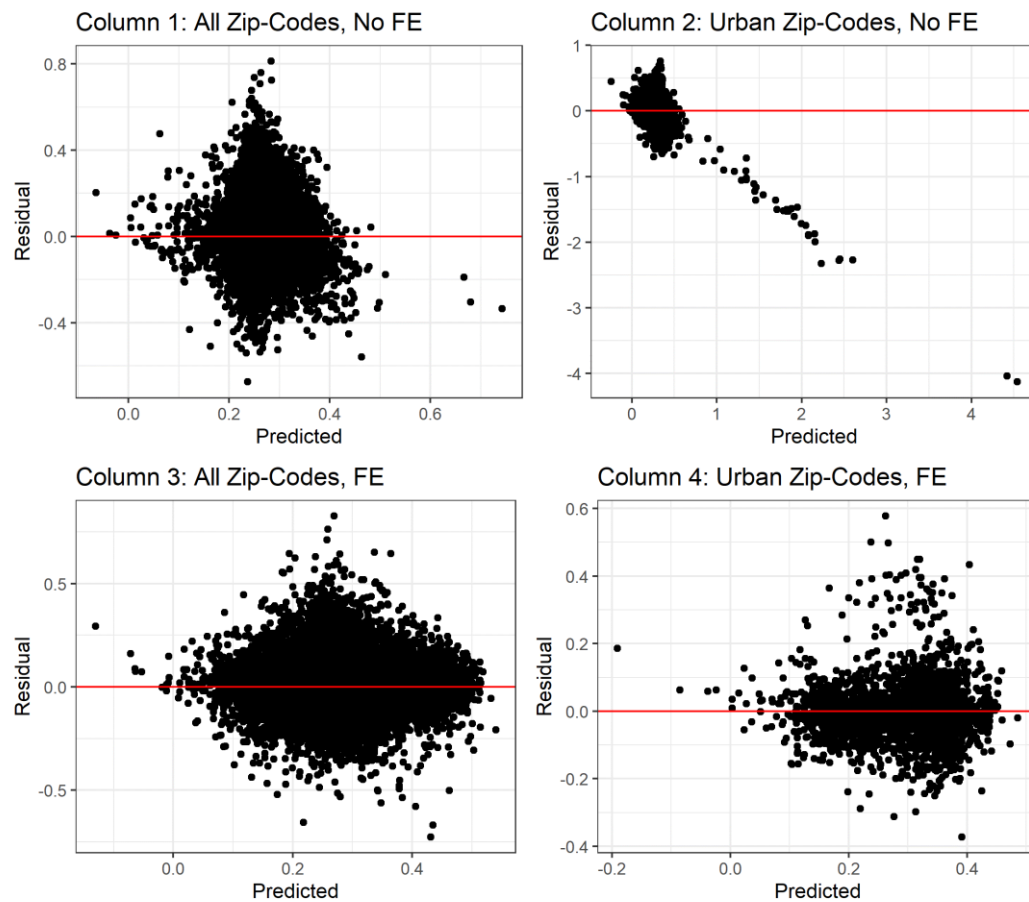 Column 1: All Zip-Codes, No FE
0.8
0.4
0.0
-0.4
Residual
0.0
0.2
0.4
0.6
Predicted
Column 2: Urban Zip-Codes, No FE
1
0
-1
-2
-3
-4
Residual
0
1
2
3
4
Predicted
Column 3: All Zip-Codes, FE
0.5
0.0
-0.5
Residual
0.0
0.2
0.4
Predicted
Column 4: Urban Zip-Codes, FE
0.6
0.4
0.2
0.0
-0.2
-0.4
Residual
-0.2
0.0
0.2
0.4
Predicted